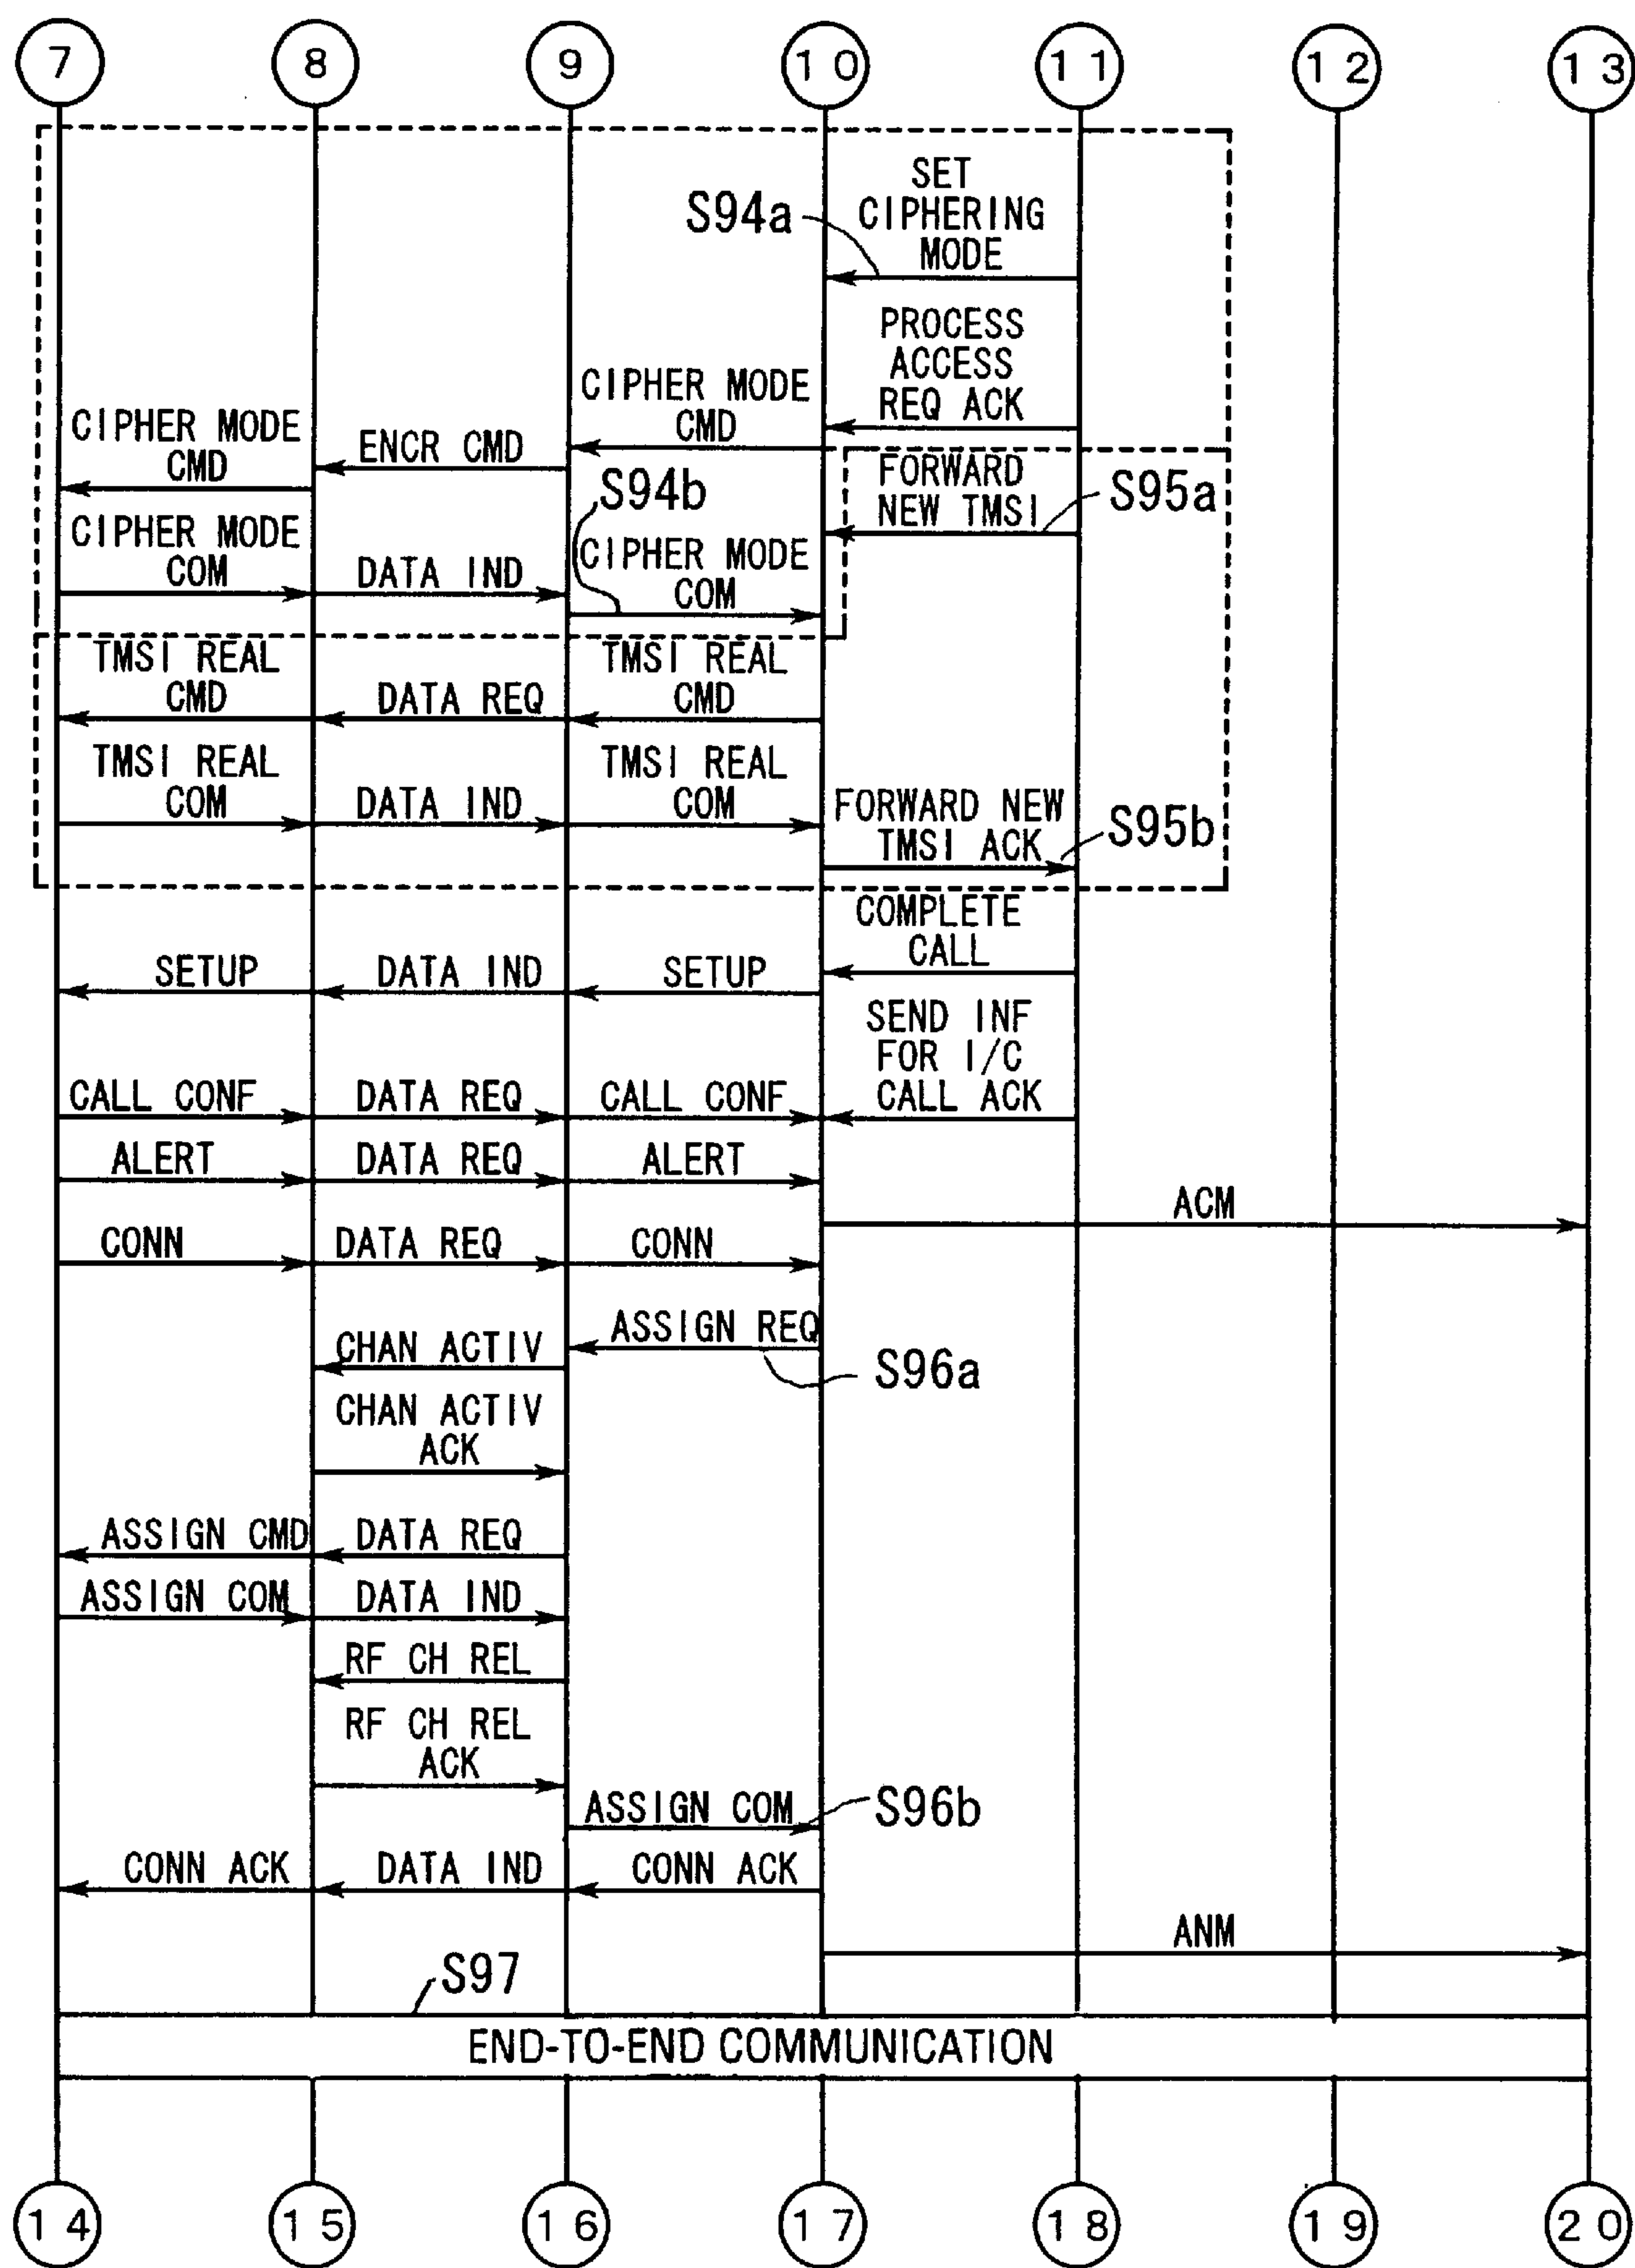 7 8 9 10 11 12 13
SET
CIPHERING
MODE
S94a
PROCESS
ACCESS
REQ ACK
CIPHER MODE
CMD
ENCR CMD
CIPHER MODE
CMD
FORWARD
NEW TMSI
S95a
S94b
CIPHER MODE
COM
DATA IND
CIPHER MODE
COM
TMSI REAL
CMD
DATA REQ
TMSI REAL
CMD
TMSI REAL
COM
DATA IND
TMSI REAL
COM
FORWARD NEW
TMSI ACK
S95b
COMPLETE
CALL
SETUP DATA IND SETUP
SEND INF
FOR I/C
CALL ACK
CALL CONF DATA REQ CALL CONF
ALERT DATA REQ ALERT
ACM
CONN DATA REQ CONN
ASSIGN REQ
S96a
CHAN ACTIV
CHAN ACTIV
ACK
ASSIGN CMD DATA REQ
ASSIGN COM DATA IND
RF CH REL
RF CH REL
ACK
ASSIGN COM
S96b
CONN ACK DATA IND CONN ACK
ANM
S97
END-TO-END COMMUNICATION
14 15 16 17 18 19 20